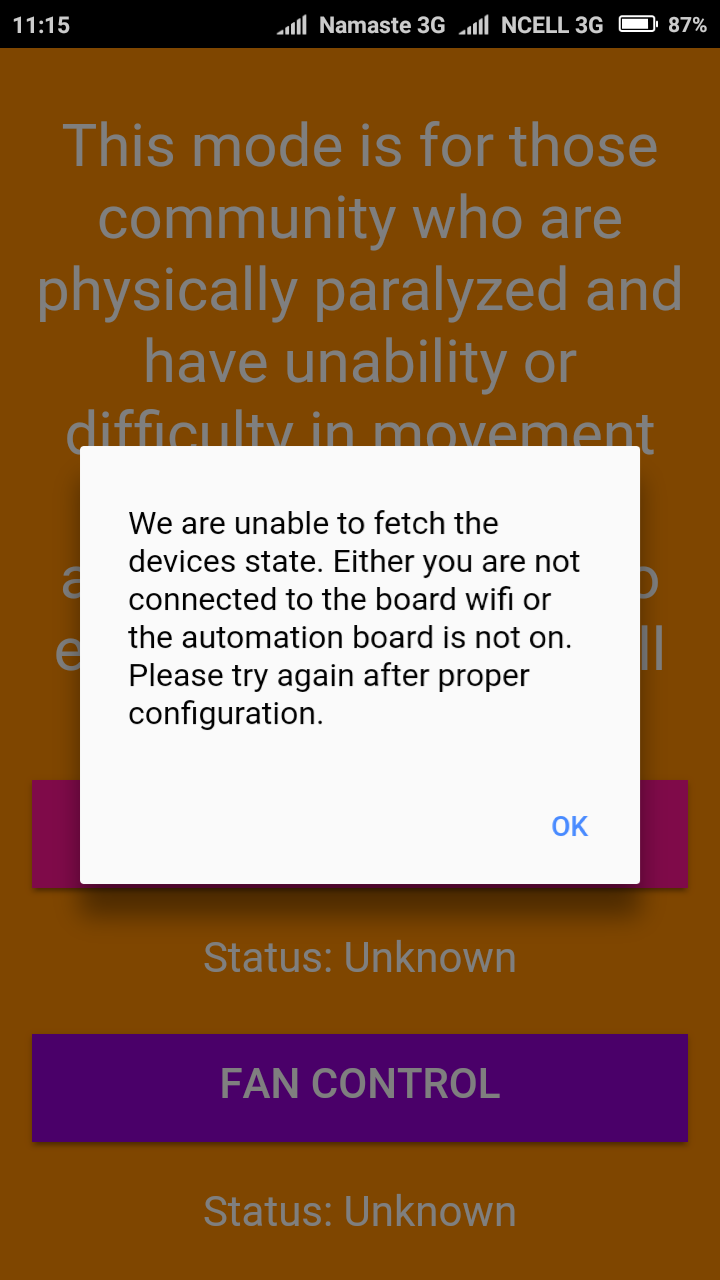 11:15 Namaste 3G NCELL 3G 87%
This mode is for those
community who are
physically paralyzed and
have unability or
difficulty in movement
We are unable to fetch the
devices state. Either you are not
connected to the board wifi or
the automation board is not on.
Please try again after proper
configuration.
OK
Status: Unknown
FAN CONTROL
Status: Unknown